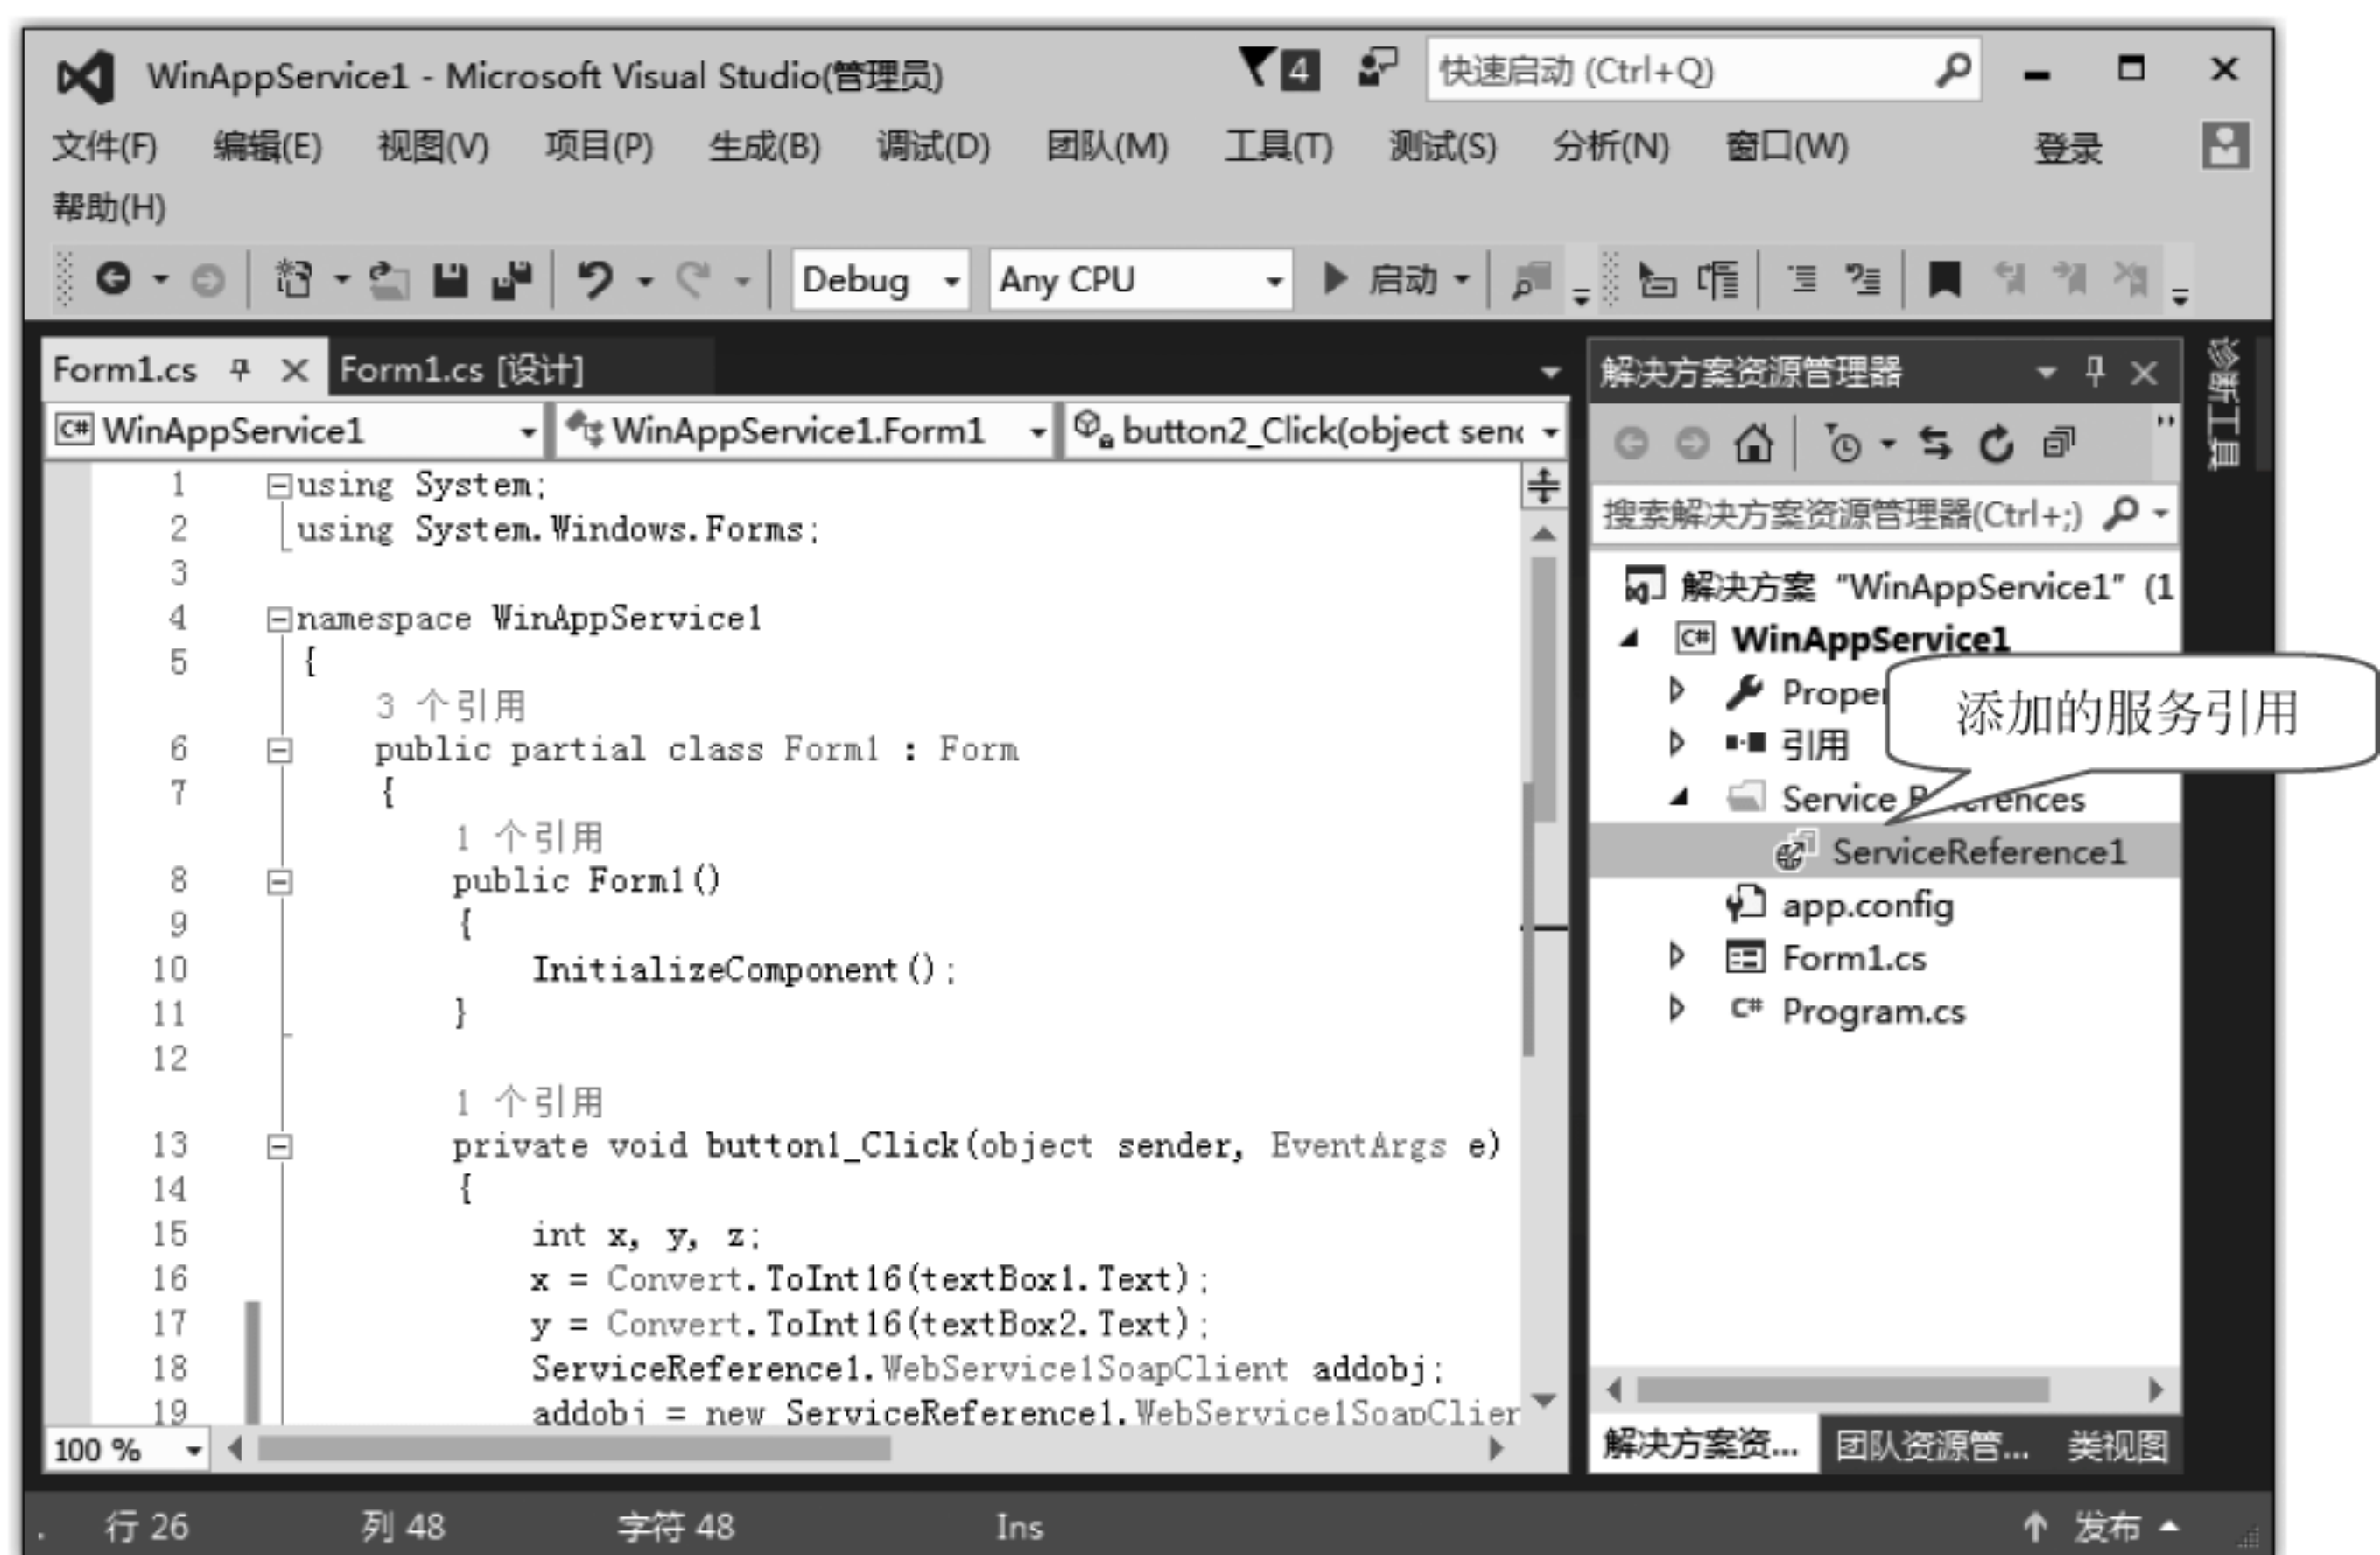 WinAppService1 - Microsoft Visual Studio(管理员)
4
快速启动 (Ctrl+Q)
文件(F) 编辑(E) 视图(V) 项目(P) 生成(B) 调试(D) 团队(M) 工具(T) 测试(S) 分析(N) 窗口(W) 登录
帮助(H)
Debug Any CPU 启动
Form1.cs Form1.cs [设计]
C# WinAppService1 WinAppService1.Form1 button2_Click(object sen
1 using System;
2 using System.Windows.Forms;
3
4 namespace WinAppService1
5 {
3 个引用
6 public partial class Form1 : Form
7 {
1 个引用
8 public Form1()
9 {
10 InitializeComponent();
11 }
12
1 个引用
13 private void button1_Click(object sender, EventArgs e)
14 {
15 int x, y, z;
16 x = Convert.ToInt16(textBox1.Text);
17 y = Convert.ToInt16(textBox2.Text);
18 ServiceReference1.WebService1SoapClient addobj;
19 addobj = new ServiceReference1.WebService1SoapClier
100 %
解决方案资源管理器
搜索解决方案资源管理器(Ctrl+;)
解决方案 "WinAppService1" (1
C# WinAppService1
Proper
引用
Service References
ServiceReference1
app.config
Form1.cs
C# Program.cs
添加的服务引用
解决方案资... 团队资源管... 类视图
诊断工具
行 26 列 48 字符 48 Ins 发布